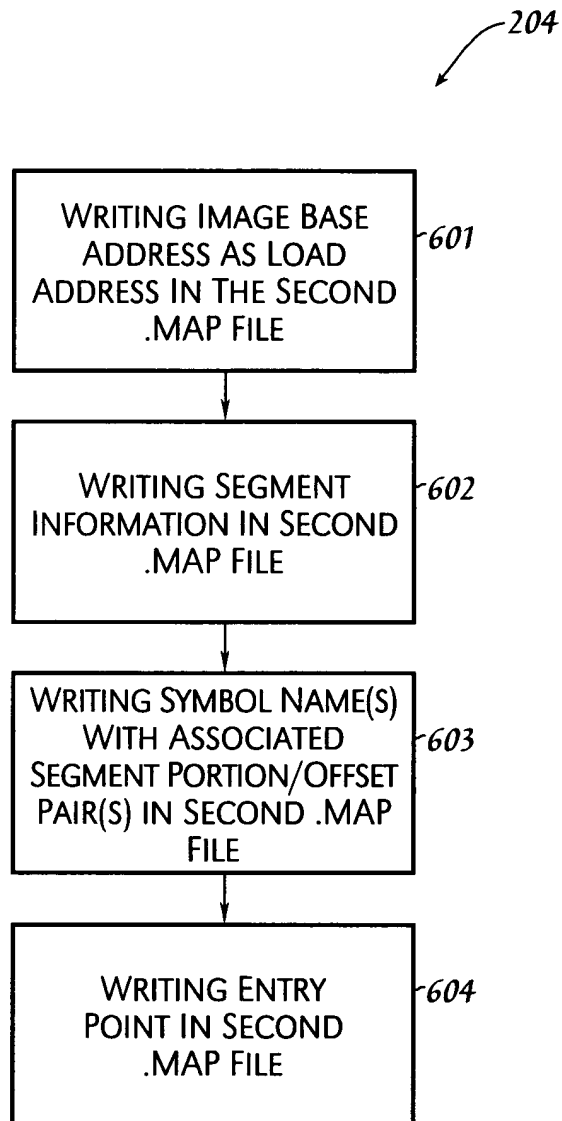 204
WRITING IMAGE BASE
ADDRESS AS LOAD
ADDRESS IN THE SECOND
.MAP FILE
601
WRITING SEGMENT
INFORMATION IN SECOND
.MAP FILE
602
WRITING SYMBOL NAME(S)
WITH ASSOCIATED
SEGMENT PORTION/OFFSET
PAIR(S) IN SECOND .MAP
FILE
603
WRITING ENTRY
POINT IN SECOND
.MAP FILE
604